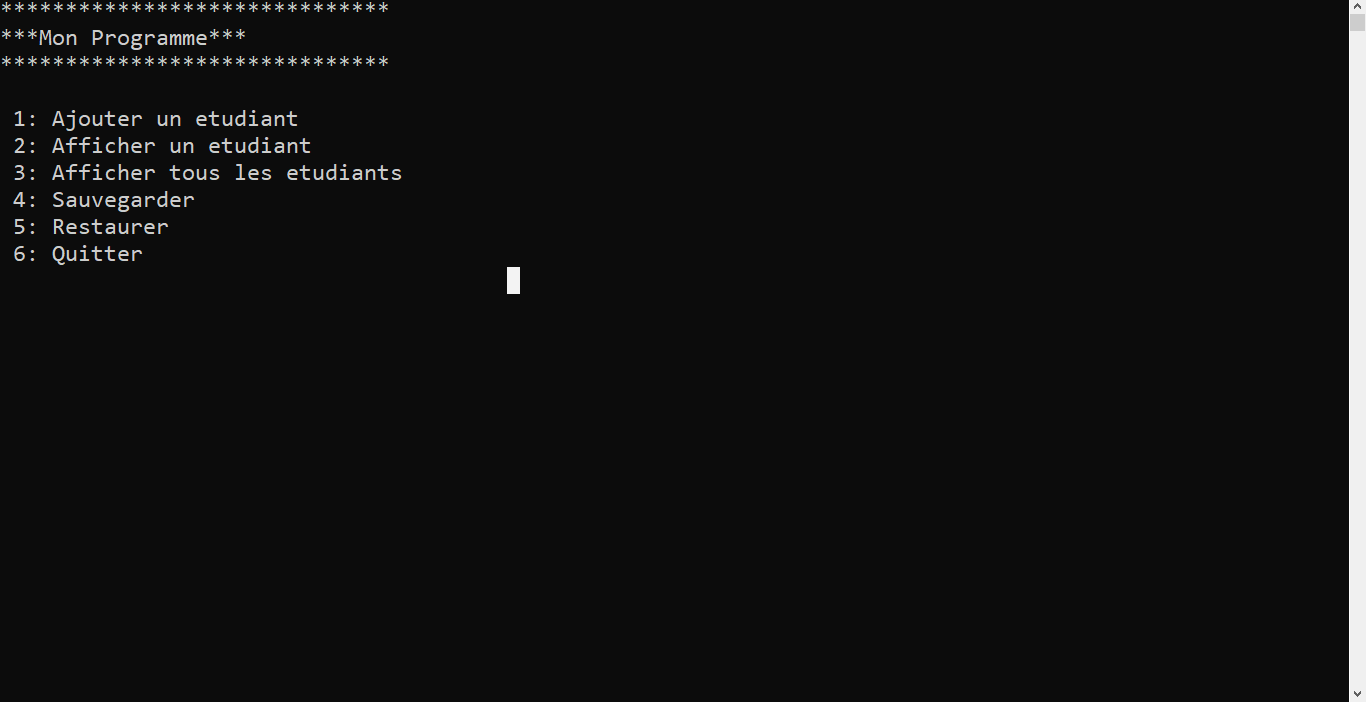 ******************************
***Mon Programme***
******************************
1: Ajouter un etudiant
2: Afficher un etudiant
3: Afficher tous les etudiants
4: Sauvegarder
5: Restaurer
6: Quitter